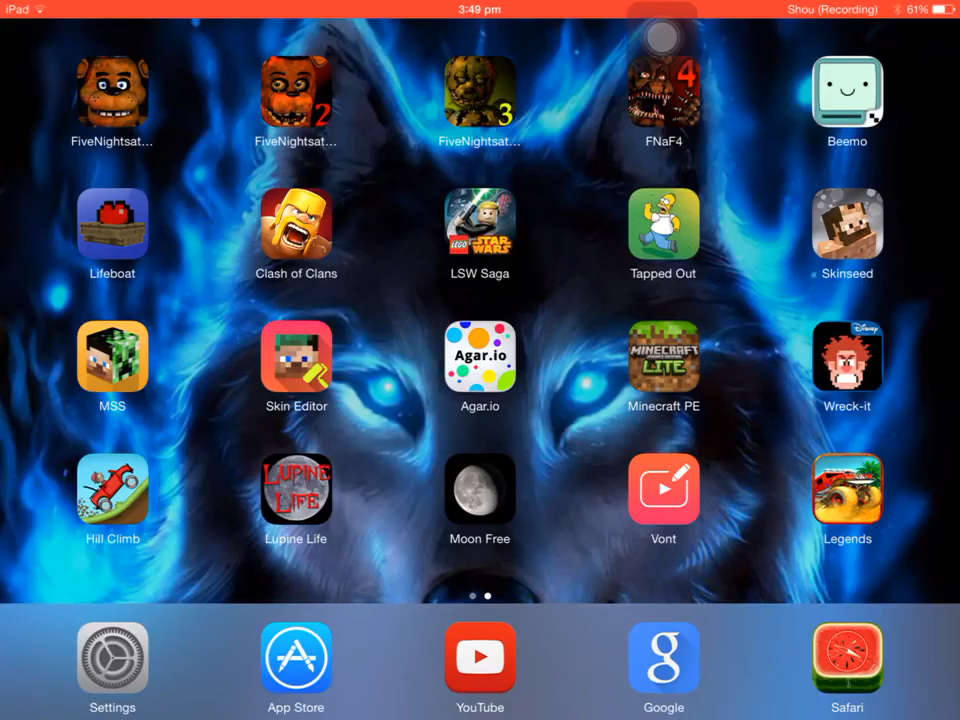 iPad 3:49 pm Shou (Recording) 61%
2 3 4
FiveNightsat... FiveNightsat... FiveNightsat... FNaF4 Beemo
LEGO STAR WARS
Lifeboat Clash of Clans LSW Saga Tapped Out Skinseed
Disney
Agar.io MINECRAFT LITE
MSS Skin Editor Agar.io Minecraft PE Wreck-it
LUPINE LIFE
Hill Climb Lupine Life Moon Free Vont Legends
g
Settings App Store YouTube Google Safari